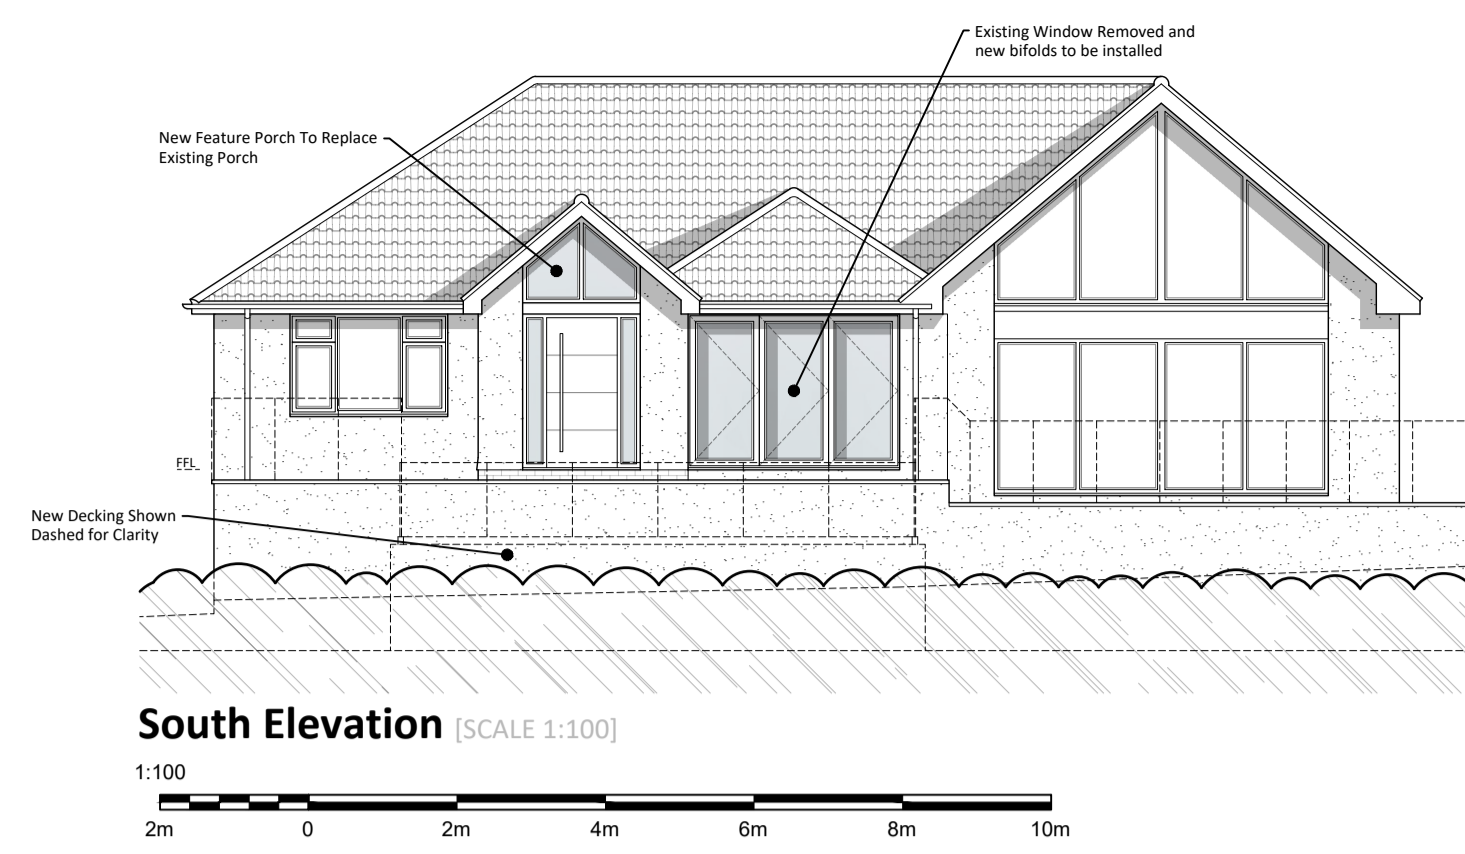 Existing Window Removed and
new bifolds to be installed
New Feature Porch To Replace
Existing Porch
FFL
New Decking Shown
Dashed for Clarity
South Elevation [SCALE 1:100]
1:100
2m 0 2m 4m 6m 8m 10m